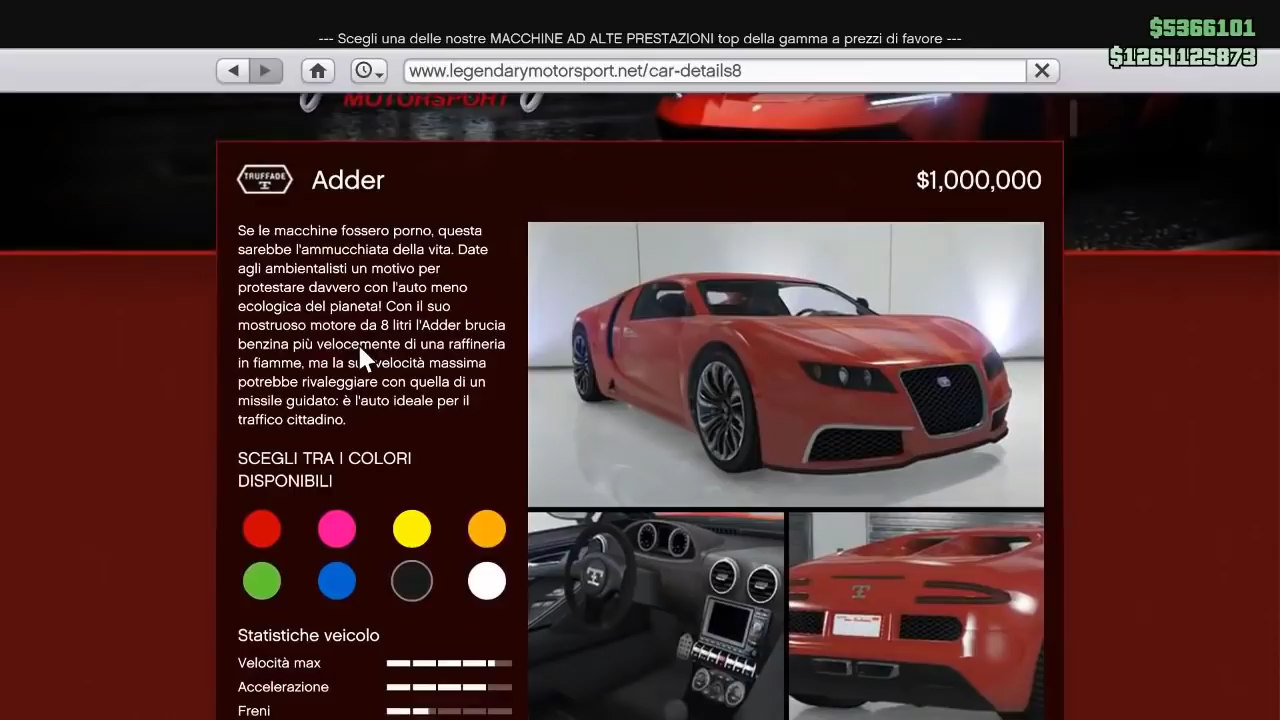 $5366101
--- Scegli una delle nostre MACCHINE AD ALTE PRESTAZIONI top della gamma a prezzi di favore ---
$1264125873
www.legendarymotorsport.net/car-details8
MOTORSPORT
TRUFFADE
Adder
$1,000,000
Se le macchine fossero porno, questa
sarebbe l'ammucchiata della vita. Date
agli ambientalisti un motivo per
protestare davvero con l'auto meno
ecologica del pianeta! Con il suo
mostruoso motore da 8 litri l'Adder brucia
benzina più velocemente di una raffineria
in fiamme, ma la sua velocità massima
potrebbe rivaleggiare con quella di un
missile guidato: è l'auto ideale per il
traffico cittadino.
SCEGLI TRA I COLORI
DISPONIBILI
Statistiche veicolo
Velocità max
Accelerazione
Freni